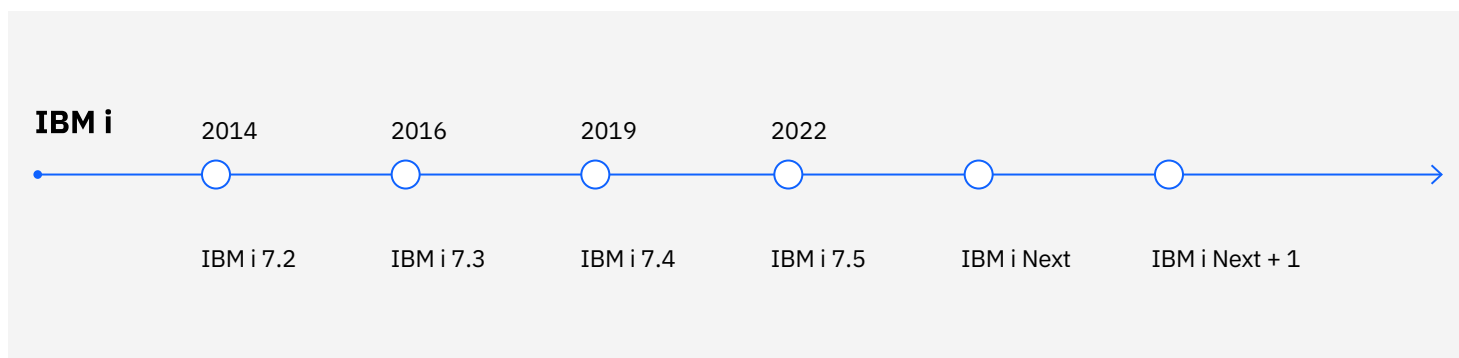 IBM i
2014 2016 2019 2022
IBM i 7.2 IBM i 7.3 IBM i 7.4 IBM i 7.5 IBM i Next IBM i Next + 1